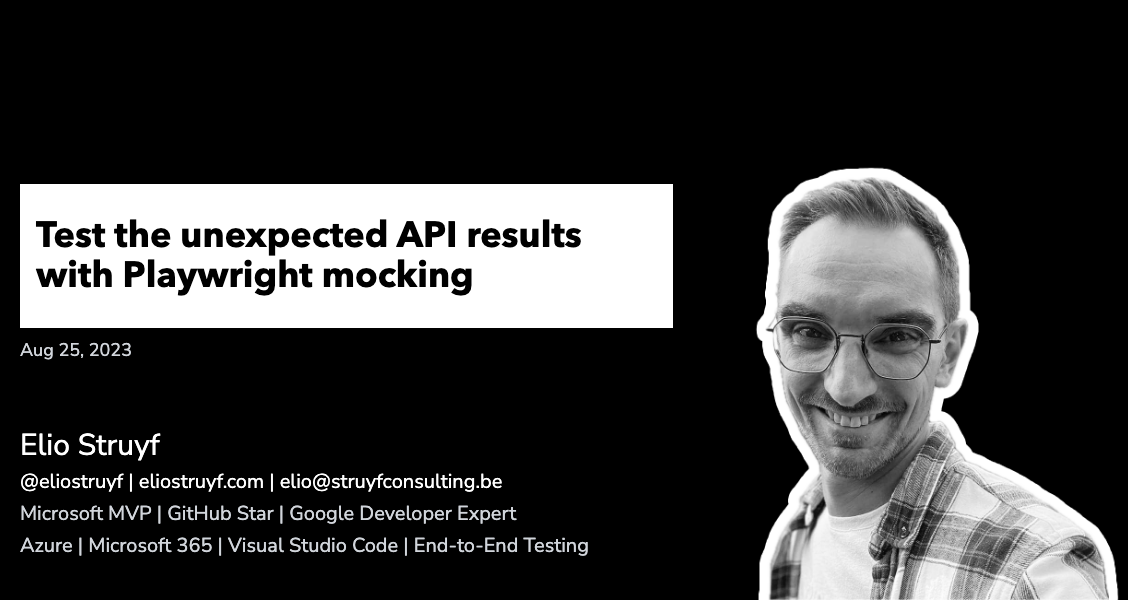 Test the unexpected API results
with Playwright mocking
Aug 25, 2023
Elio Struyf
@eliostruyf | eliostruyf.com | elio@struyfconsulting.be
Microsoft MVP | GitHub Star | Google Developer Expert
Azure | Microsoft 365 | Visual Studio Code | End-to-End Testing